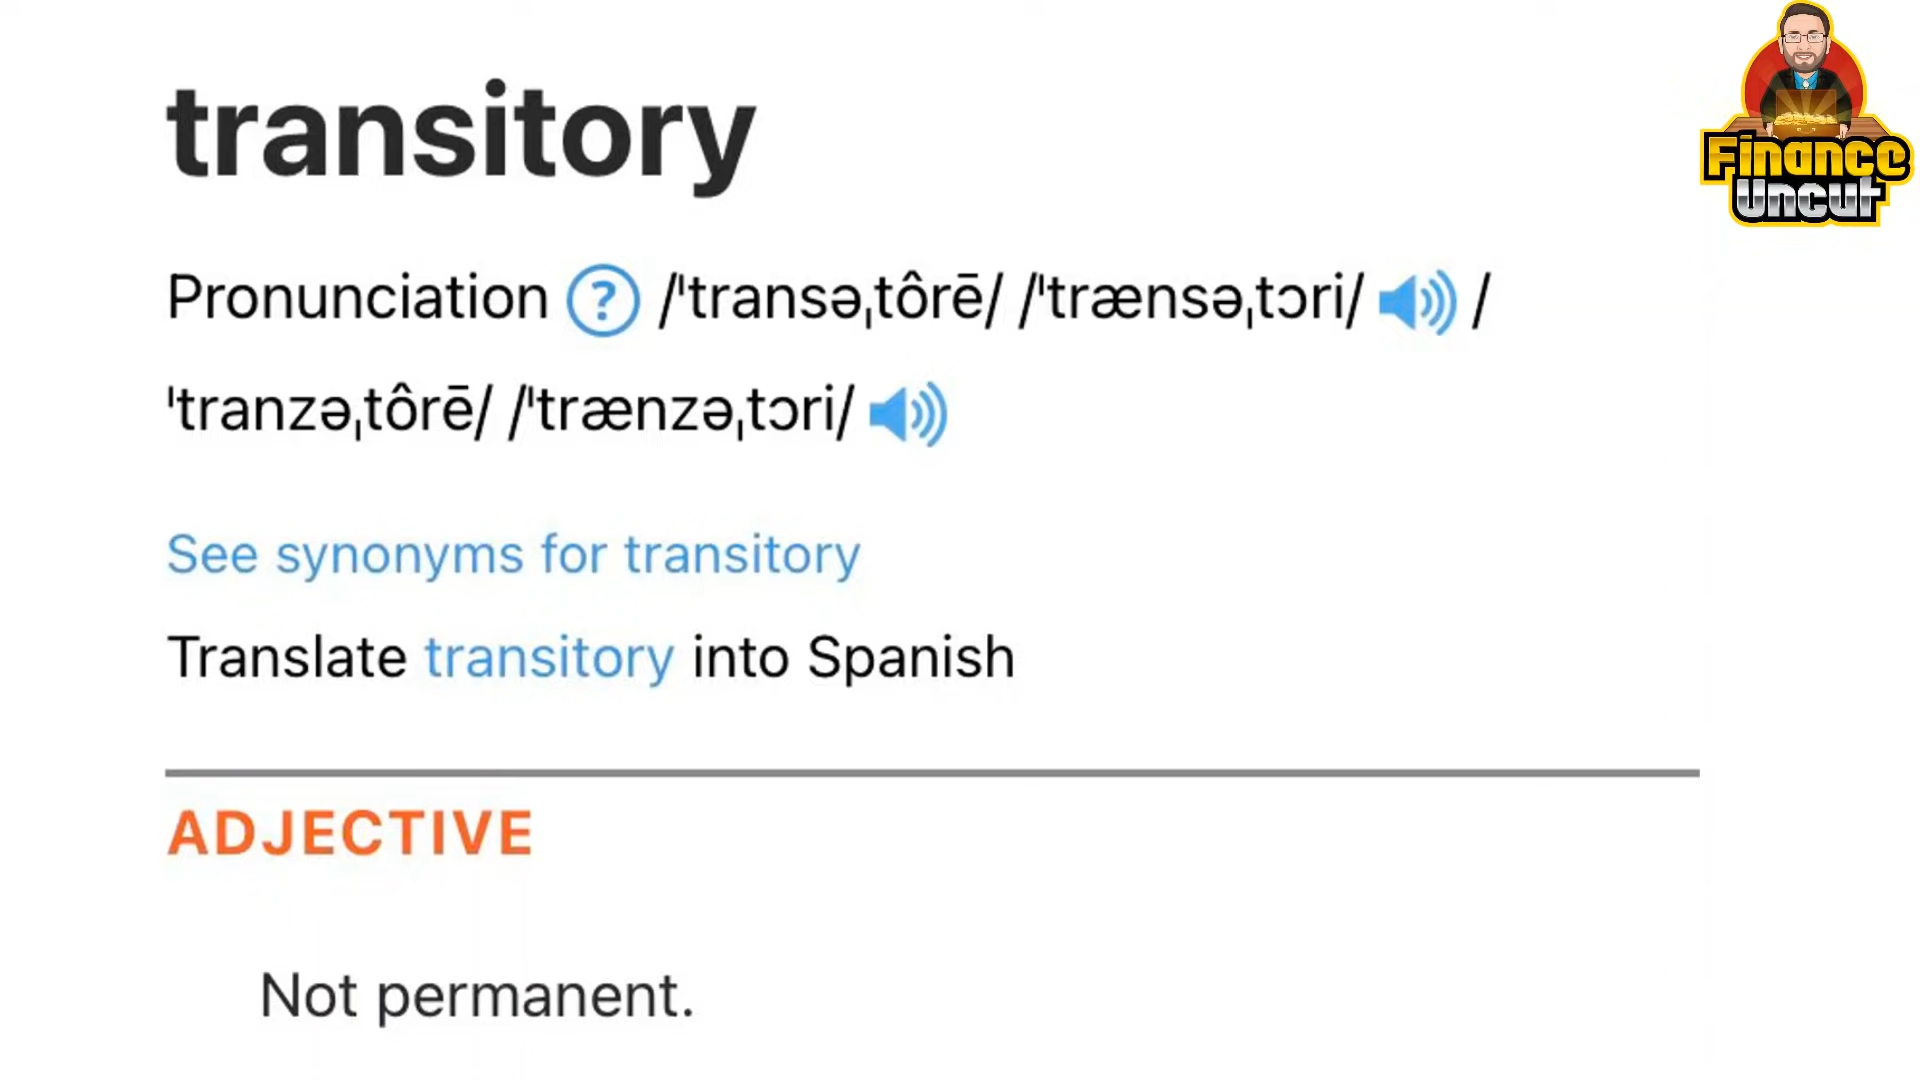 transitory
Finance
Uncut
Pronunciation ? /ˈtransəˌtôrē/ /ˈtrænsəˌtɔri/ /
ˈtranzəˌtôrē/ /ˈtrænzəˌtɔri/
See synonyms for transitory
Translate transitory into Spanish
ADJECTIVE
Not permanent.